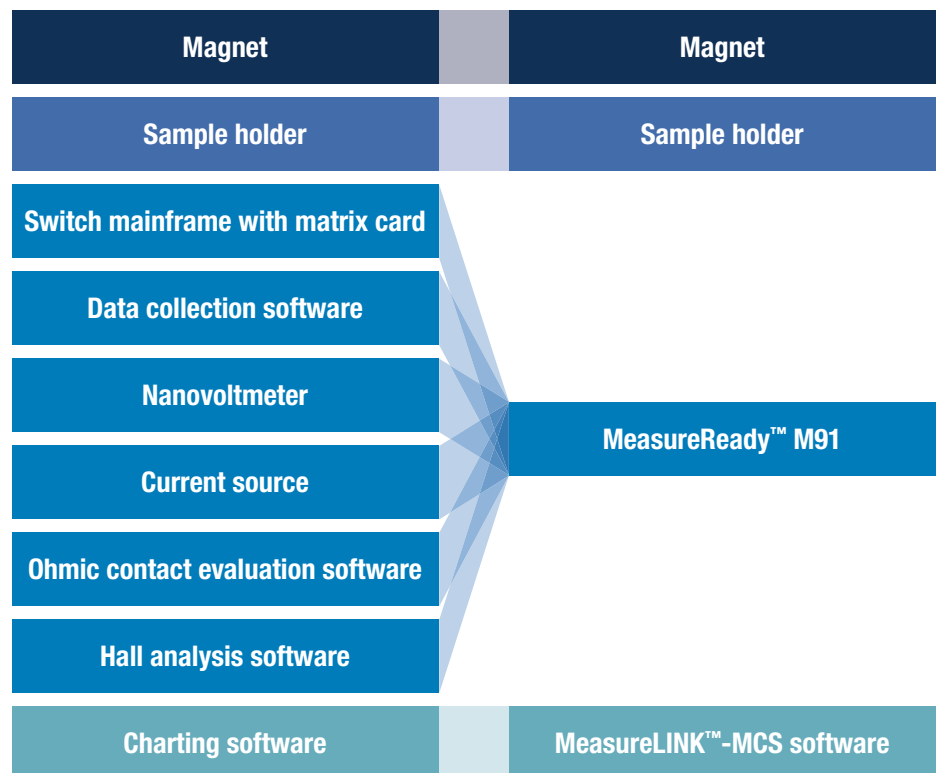 Magnet
Magnet
Sample holder
Sample holder
Switch mainframe with matrix card
Data collection software
Nanovoltmeter
Current source
Ohmic contact evaluation software
Hall analysis software
MeasureReady™ M91
Charting software
MeasureLINK™-MCS software